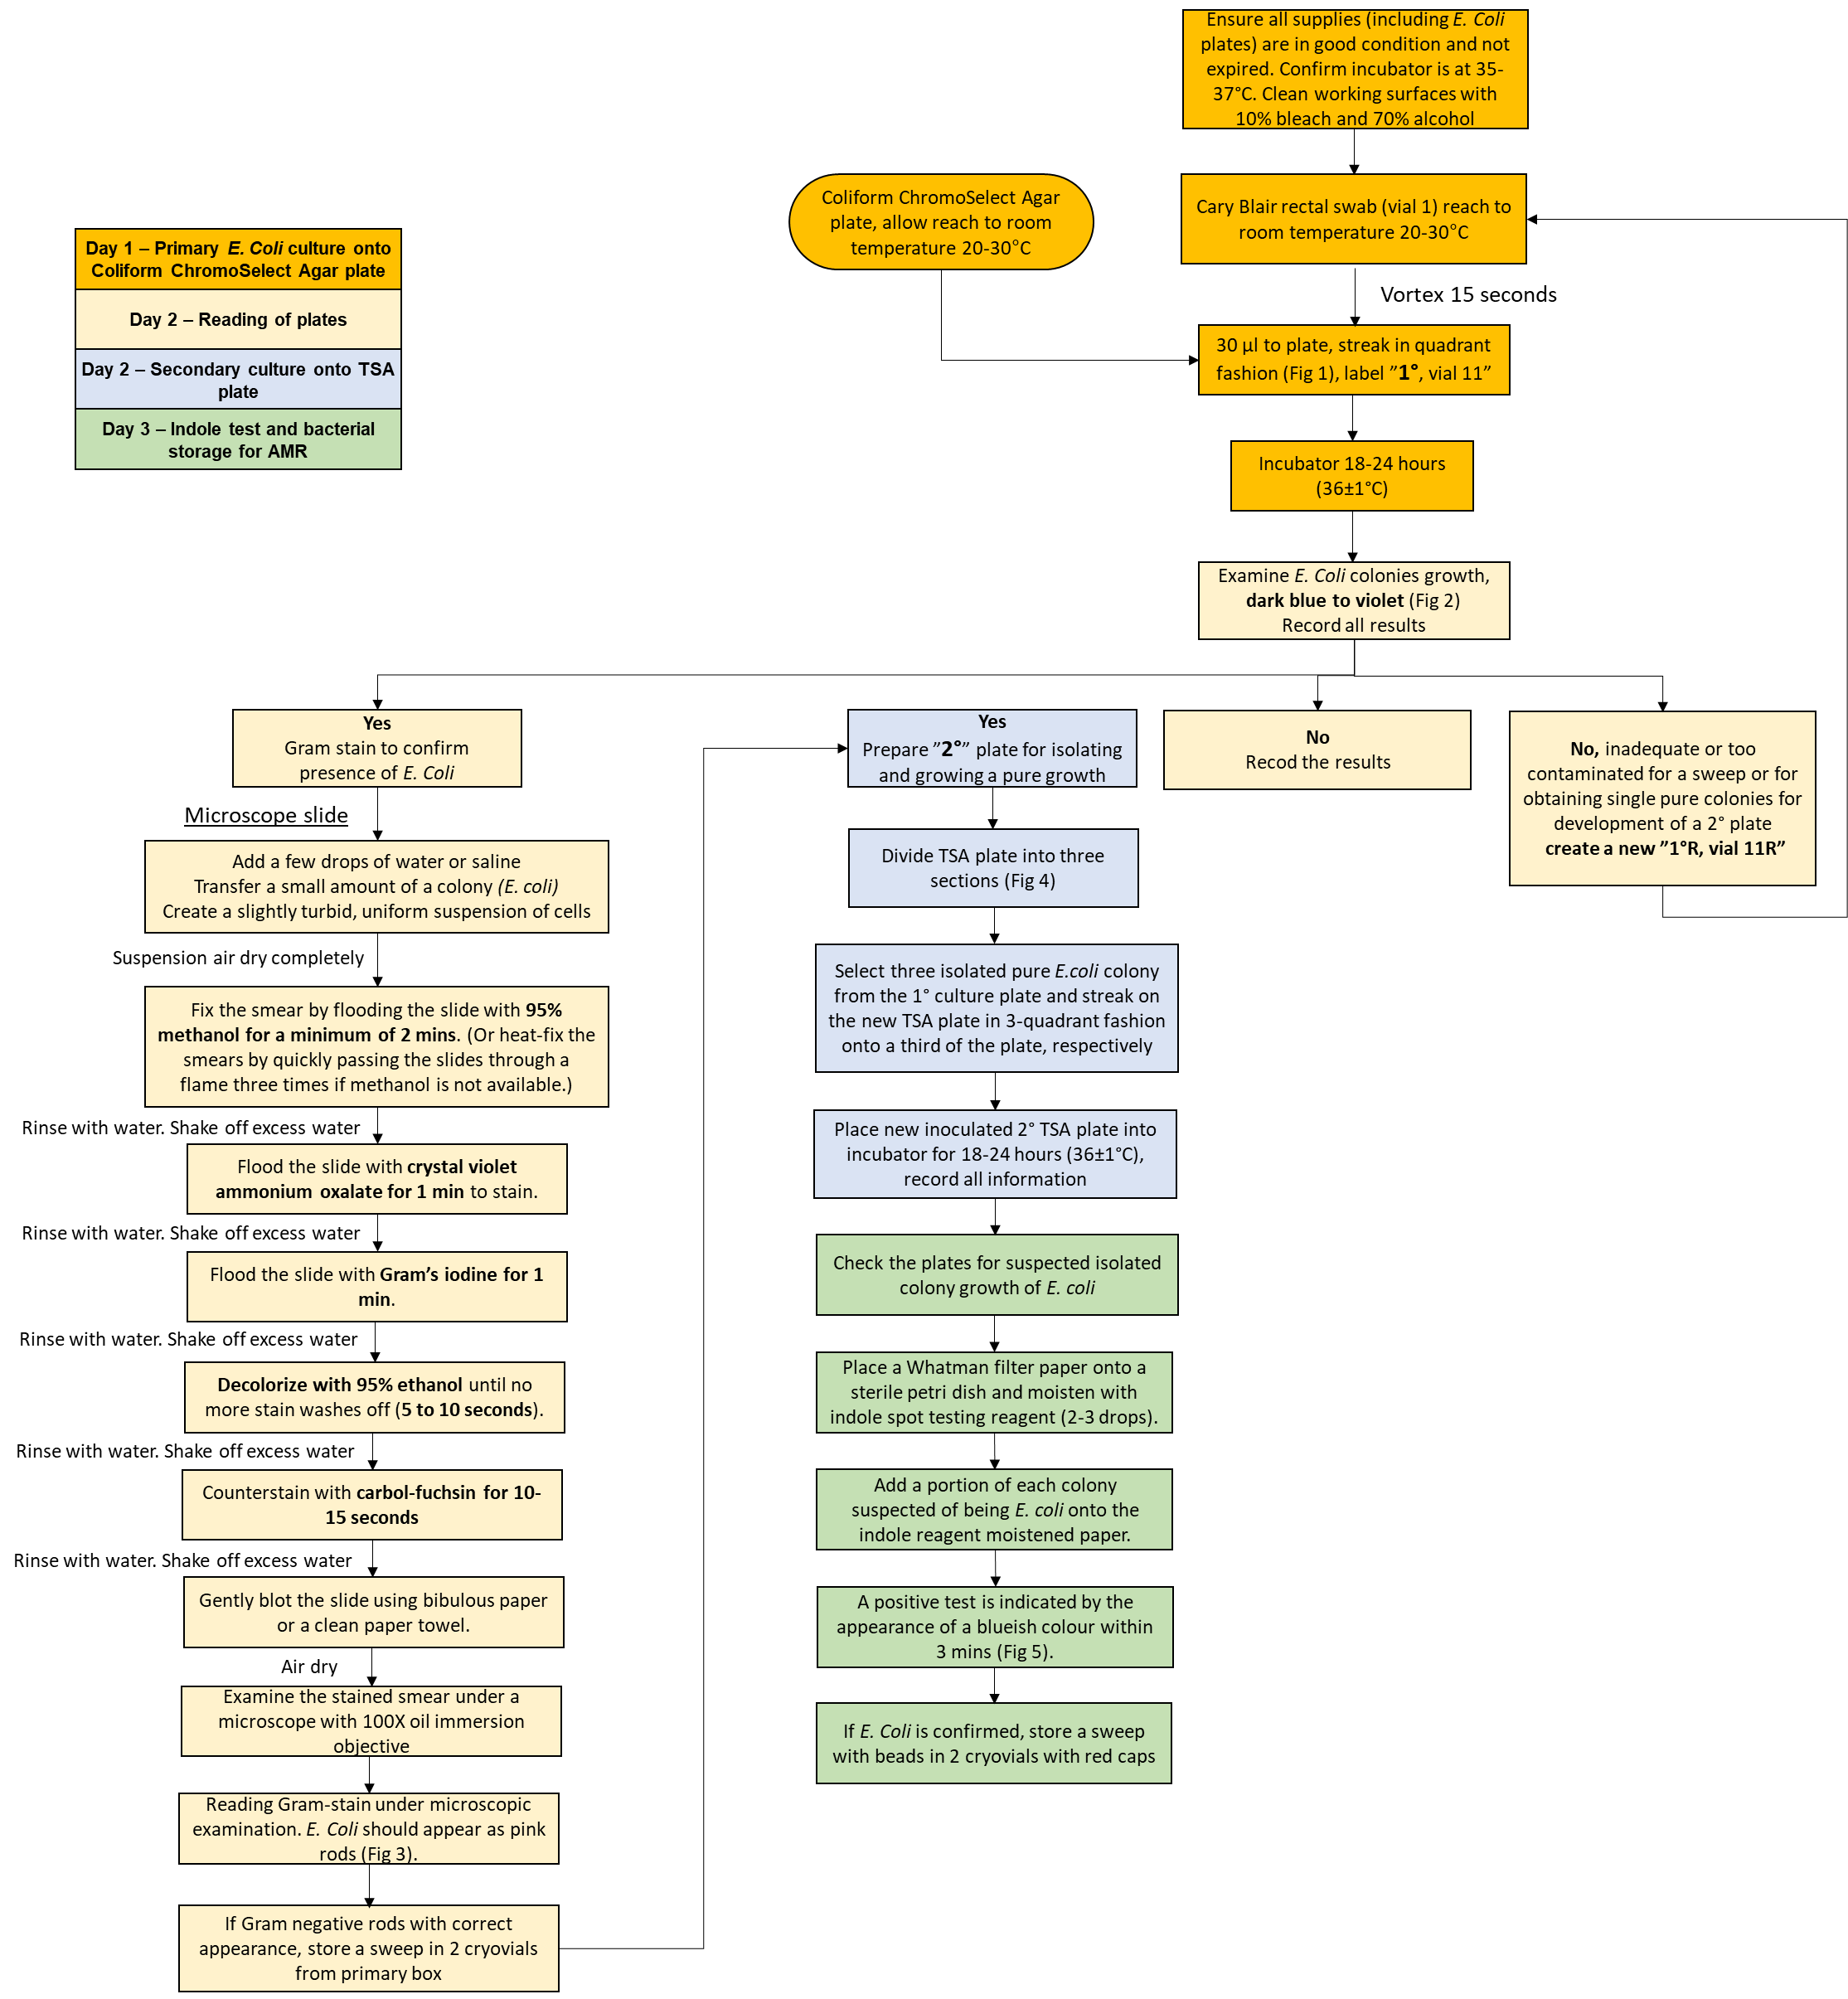 Ensure all supplies (including E. Coli
plates) are in good condition and not
expired. Confirm incubator is at 35-
37°C. Clean working surfaces with
10% bleach and 70% alcohol
Coliform ChromoSelect Agar
plate, allow reach to room
temperature 20-30°C
Cary Blair rectal swab (vial 1) reach to
room temperature 20-30°C
Day 1 – Primary E. Coli culture onto
Coliform ChromoSelect Agar plate
Day 2 – Reading of plates
Day 2 – Secondary culture onto TSA
plate
Day 3 – Indole test and bacterial
storage for AMR
Vortex 15 seconds
30 µl to plate, streak in quadrant
fashion (Fig 1), label ”1°, vial 11”
Incubator 18-24 hours
(36±1°C)
Examine E. Coli colonies growth,
dark blue to violet (Fig 2)
Record all results
Yes
Gram stain to confirm
presence of E. Coli
Microscope slide
Add a few drops of water or saline
Transfer a small amount of a colony (E. coli)
Create a slightly turbid, uniform suspension of cells
Suspension air dry completely
Fix the smear by flooding the slide with 95%
methanol for a minimum of 2 mins. (Or heat-fix the
smears by quickly passing the slides through a
flame three times if methanol is not available.)
Rinse with water. Shake off excess water
Flood the slide with crystal violet
ammonium oxalate for 1 min to stain.
Rinse with water. Shake off excess water
Flood the slide with Gram’s iodine for 1
min.
Rinse with water. Shake off excess water
Decolorize with 95% ethanol until no
more stain washes off (5 to 10 seconds).
Rinse with water. Shake off excess water
Counterstain with carbol-fuchsin for 10-
15 seconds
Rinse with water. Shake off excess water
Gently blot the slide using bibulous paper
or a clean paper towel.
Air dry
Examine the stained smear under a
microscope with 100X oil immersion
objective
Reading Gram-stain under microscopic
examination. E. Coli should appear as pink
rods (Fig 3).
If Gram negative rods with correct
appearance, store a sweep in 2 cryovials
from primary box
Yes
Prepare ”2°” plate for isolating
and growing a pure growth
Divide TSA plate into three
sections (Fig 4)
Select three isolated pure E.coli colony
from the 1° culture plate and streak on
the new TSA plate in 3-quadrant fashion
onto a third of the plate, respectively
Place new inoculated 2° TSA plate into
incubator for 18-24 hours (36±1°C),
record all information
Check the plates for suspected isolated
colony growth of E. coli
Place a Whatman filter paper onto a
sterile petri dish and moisten with
indole spot testing reagent (2-3 drops).
Add a portion of each colony
suspected of being E. coli onto the
indole reagent moistened paper.
A positive test is indicated by the
appearance of a blueish colour within
3 mins (Fig 5).
If E. Coli is confirmed, store a sweep
with beads in 2 cryovials with red caps
No
Recod the results
No, inadequate or too
contaminated for a sweep or for
obtaining single pure colonies for
development of a 2° plate
create a new ”1°R, vial 11R”